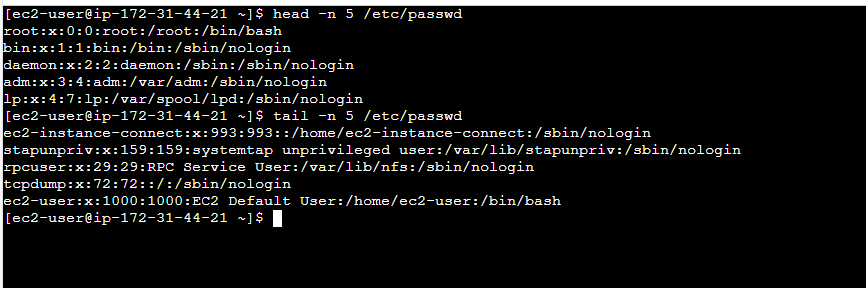 [ec2-user@ip-172-31-44-21 ~]$ head -n 5 /etc/passwd
root:x:0:0:root:/root:/bin/bash
bin:x:1:1:bin:/bin:/sbin/nologin
daemon:x:2:2:daemon:/sbin:/sbin/nologin
adm:x:3:4:adm:/var/adm:/sbin/nologin
lp:x:4:7:lp:/var/spool/lpd:/sbin/nologin
[ec2-user@ip-172-31-44-21 ~]$ tail -n 5 /etc/passwd
ec2-instance-connect:x:993:993::/home/ec2-instance-connect:/sbin/nologin
stapunpriv:x:159:159:systemtap unprivileged user:/var/lib/stapunpriv:/sbin/nologin
rpcuser:x:29:29:RPC Service User:/var/lib/nfs:/sbin/nologin
tcpdump:x:72:72::/:/sbin/nologin
ec2-user:x:1000:1000:EC2 Default User:/home/ec2-user:/bin/bash
[ec2-user@ip-172-31-44-21 ~]$